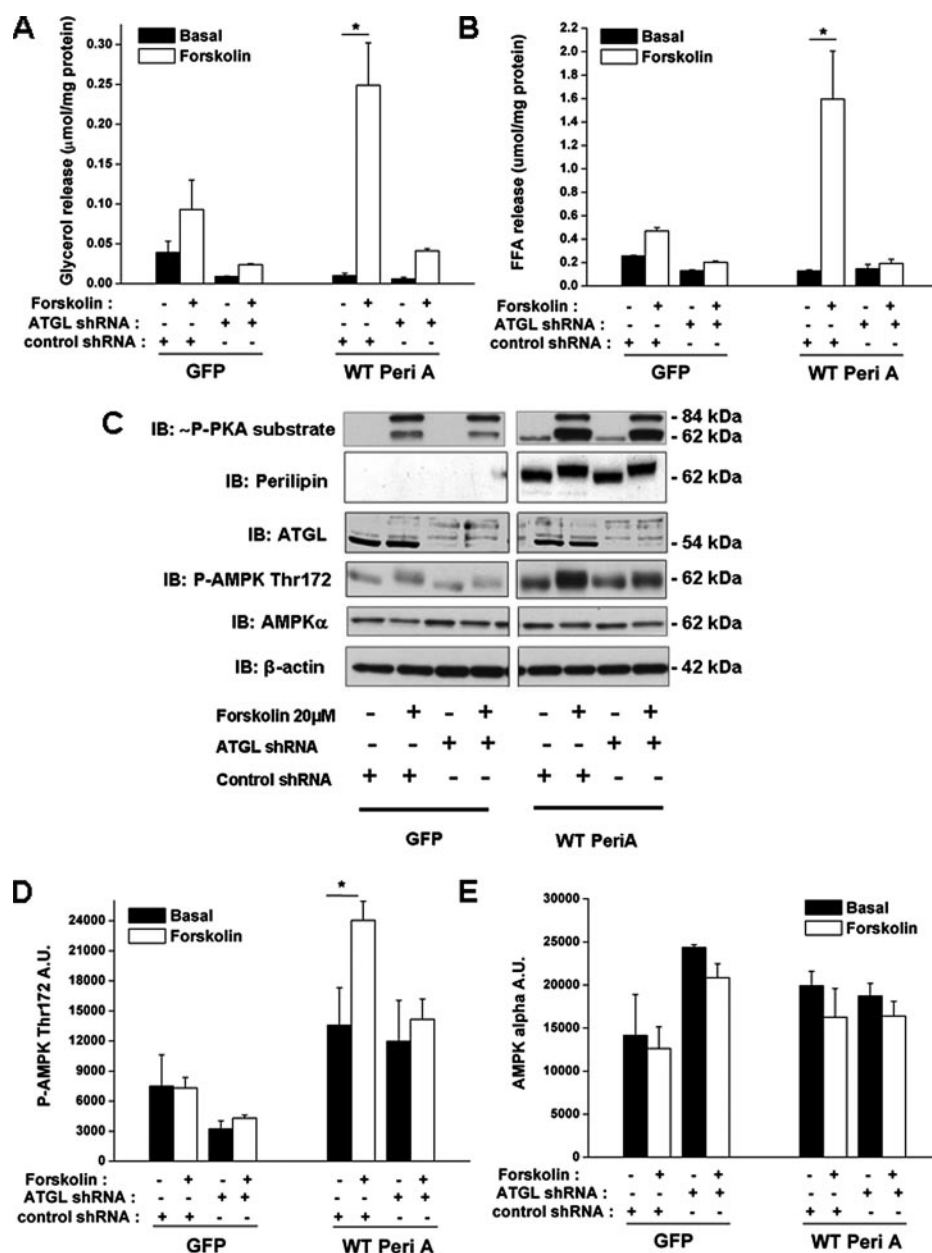 A
Basal
Forskolin
*
Glycerol release (μmol/mg protein)
0.30
0.25
0.20
0.15
0.10
0.05
0.00
Forskolin : - + - + - + - +
ATGL shRNA : - - + + - - + +
control shRNA : + + - - + + - -
GFP WT Peri A
B
Basal
Forskolin
*
FFA release (umol/mg protein)
2.2
2.0
1.8
1.6
1.4
1.2
1.0
0.8
0.6
0.4
0.2
0.0
Forskolin : - + - + - + - +
ATGL shRNA : - - + + - - + +
control shRNA : + + - - + + - -
GFP WT Peri A
C
IB: ~P-PKA substrate
- 84 kDa
- 62 kDa
IB: Perilipin - 62 kDa
IB: ATGL - 54 kDa
IB: P-AMPK Thr172 - 62 kDa
IB: AMPKα - 62 kDa
IB: β-actin - 42 kDa
Forskolin 20μM - + - + - + - +
ATGL shRNA - - + + - - + +
Control shRNA + + - - + + - -
GFP WT PeriA
D
Basal
Forskolin
*
P-AMPK Thr172 A.U.
24000
21000
18000
15000
12000
9000
6000
3000
0
Forskolin : - + - + - + - +
ATGL shRNA : - - + + - - + +
control shRNA : + + - - + + - -
GFP WT Peri A
E
Basal
Forskolin
AMPK alpha A.U.
30000
25000
20000
15000
10000
5000
0
Forskolin : - + - + - + - +
ATGL shRNA : - - + + - - + +
control shRNA : + + - - + + - -
GFP WT Peri A